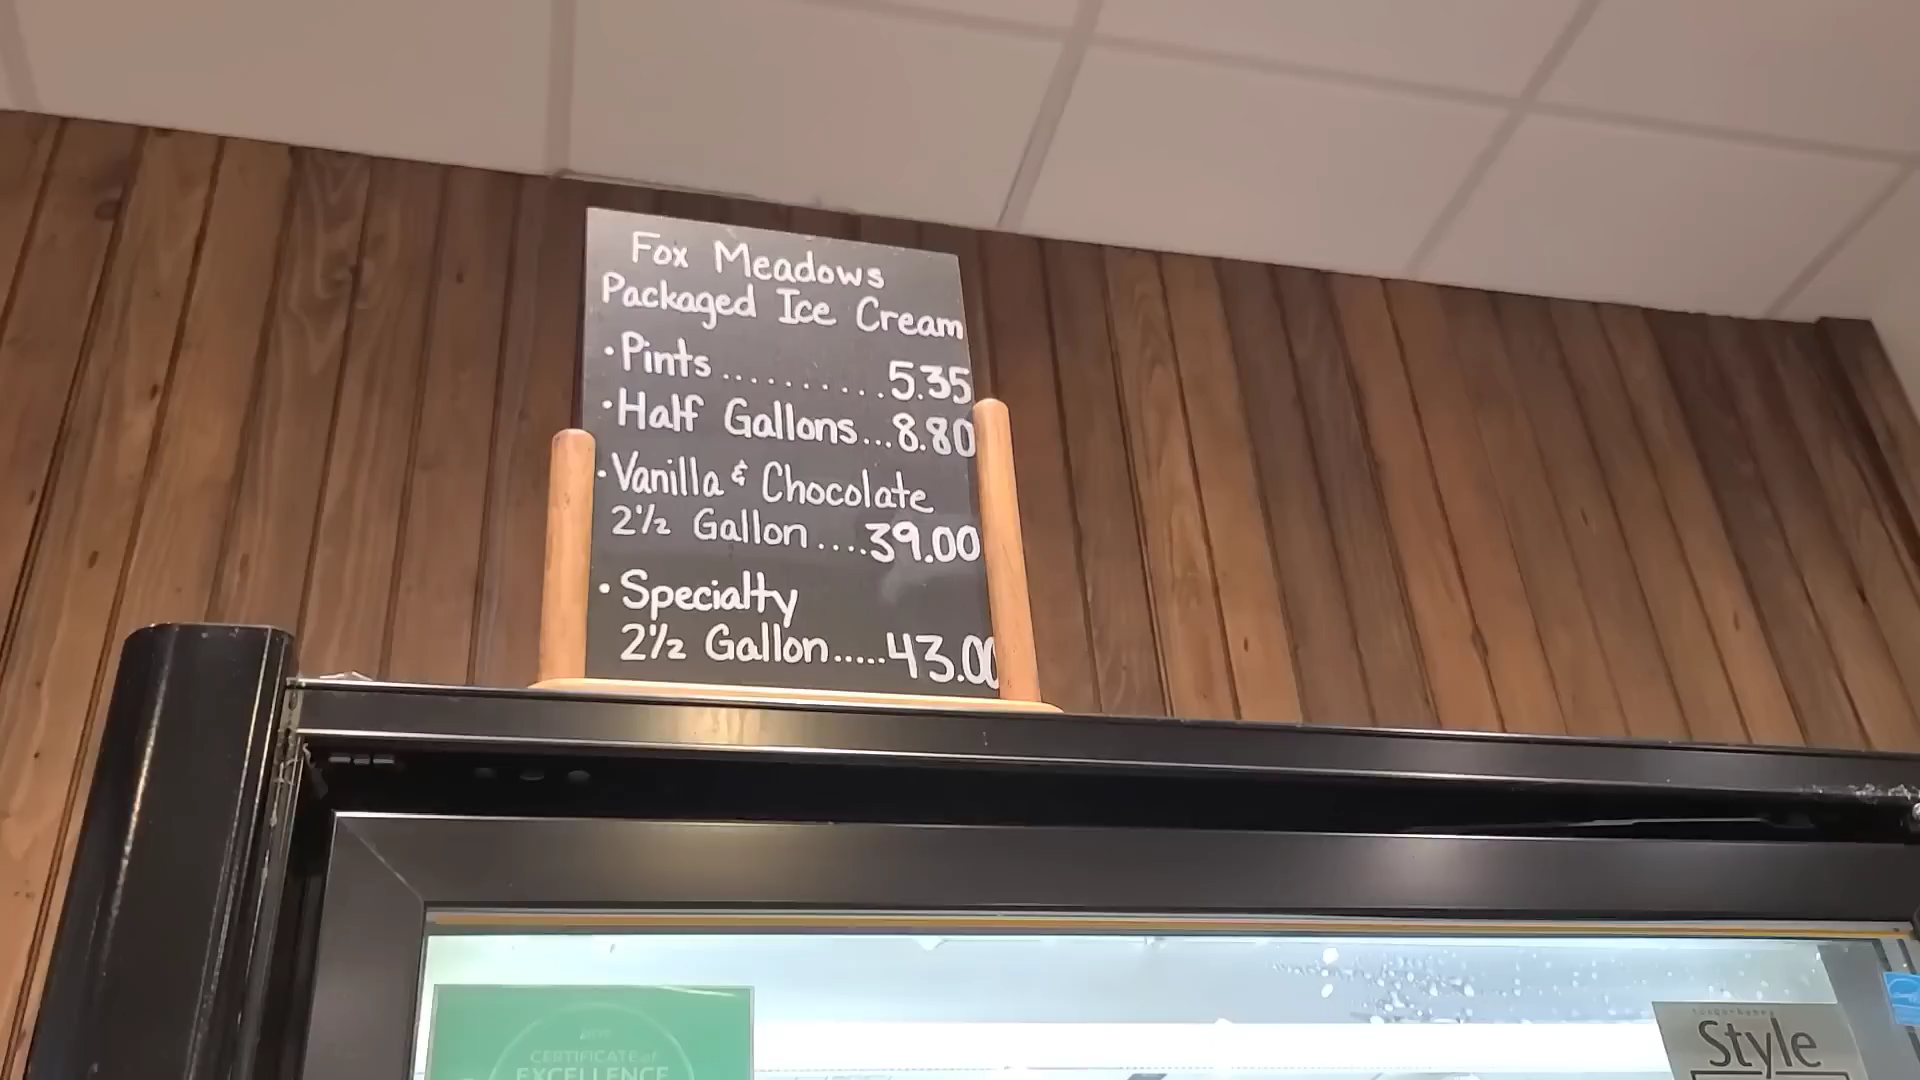 Fox Meadows
Packaged Ice Cream
·Pints..........5.35
·Half Gallons...8.80
·Vanilla & Chocolate
2½ Gallon....39.00
·Specialty
2½ Gallon.....43.00
CERTIFICATE of
EXCELLENCE
Style